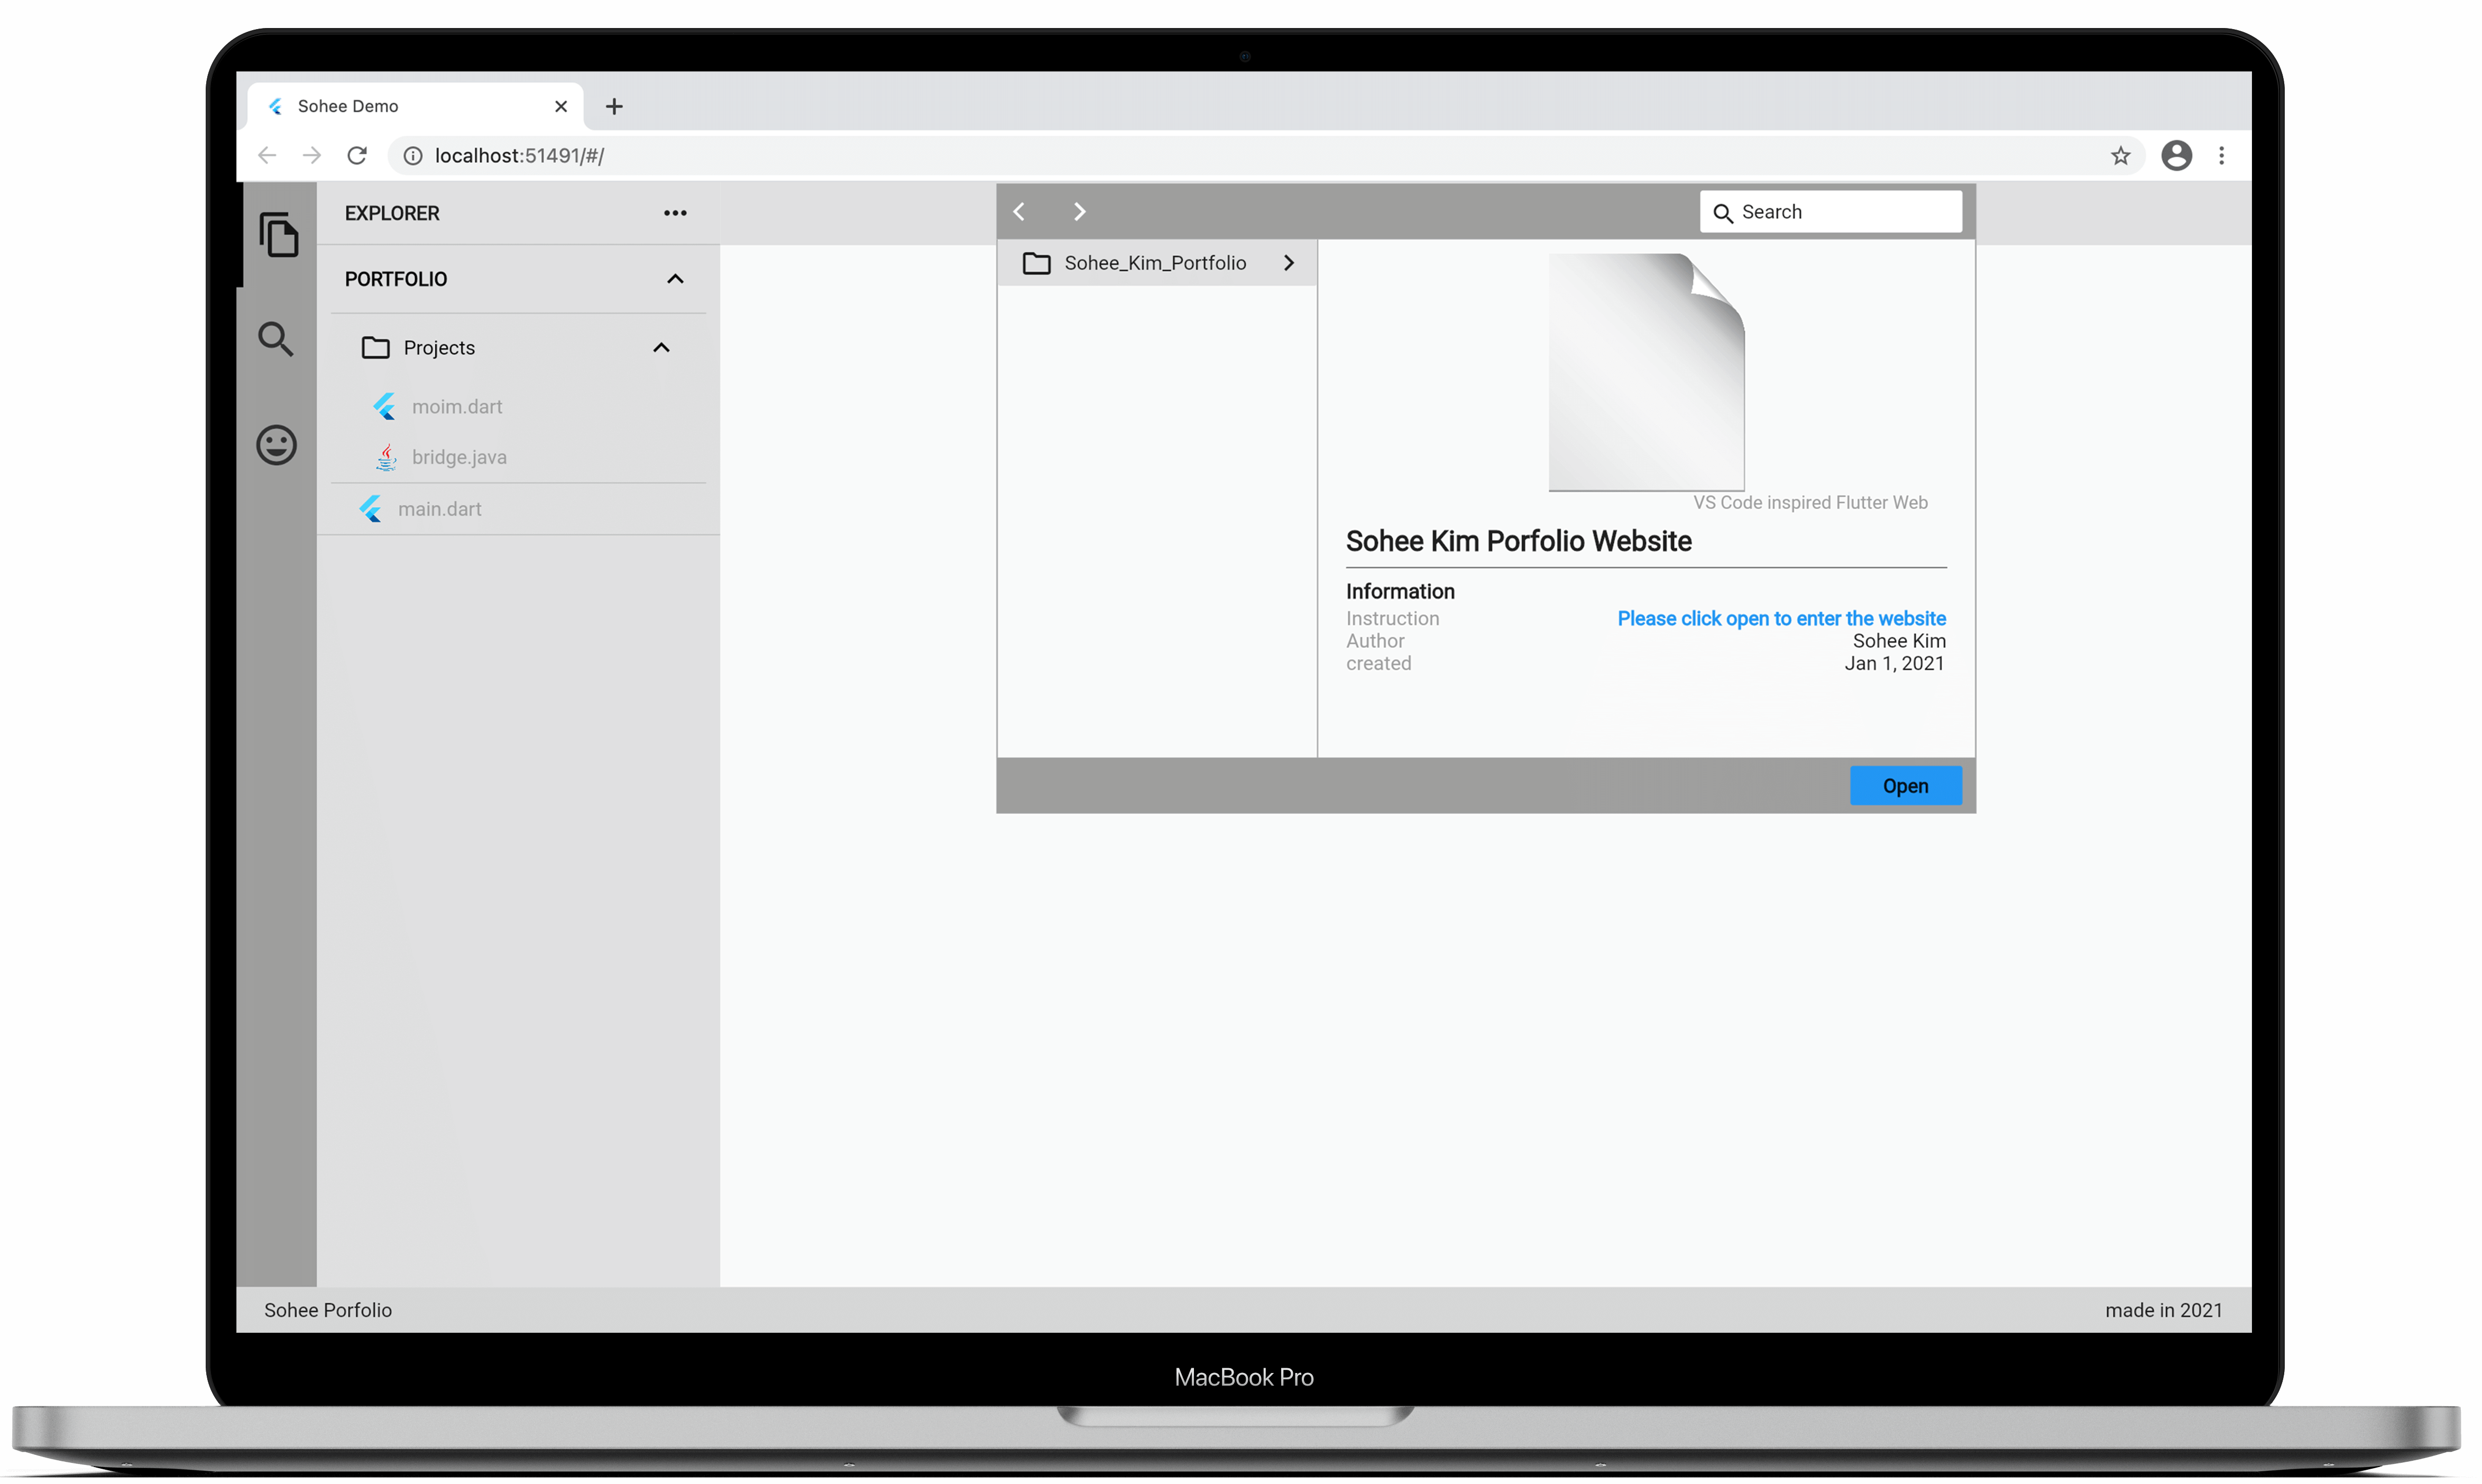 Sohee Demo
localhost:51491/#/
EXPLORER
PORTFOLIO
Projects
moim.dart
bridge.java
main.dart
Search
Sohee_Kim_Portfolio
VS Code inspired Flutter Web
Sohee Kim Porfolio Website
Information
Instruction Please click open to enter the website
Author Sohee Kim
created Jan 1, 2021
Open
Sohee Porfolio made in 2021
MacBook Pro